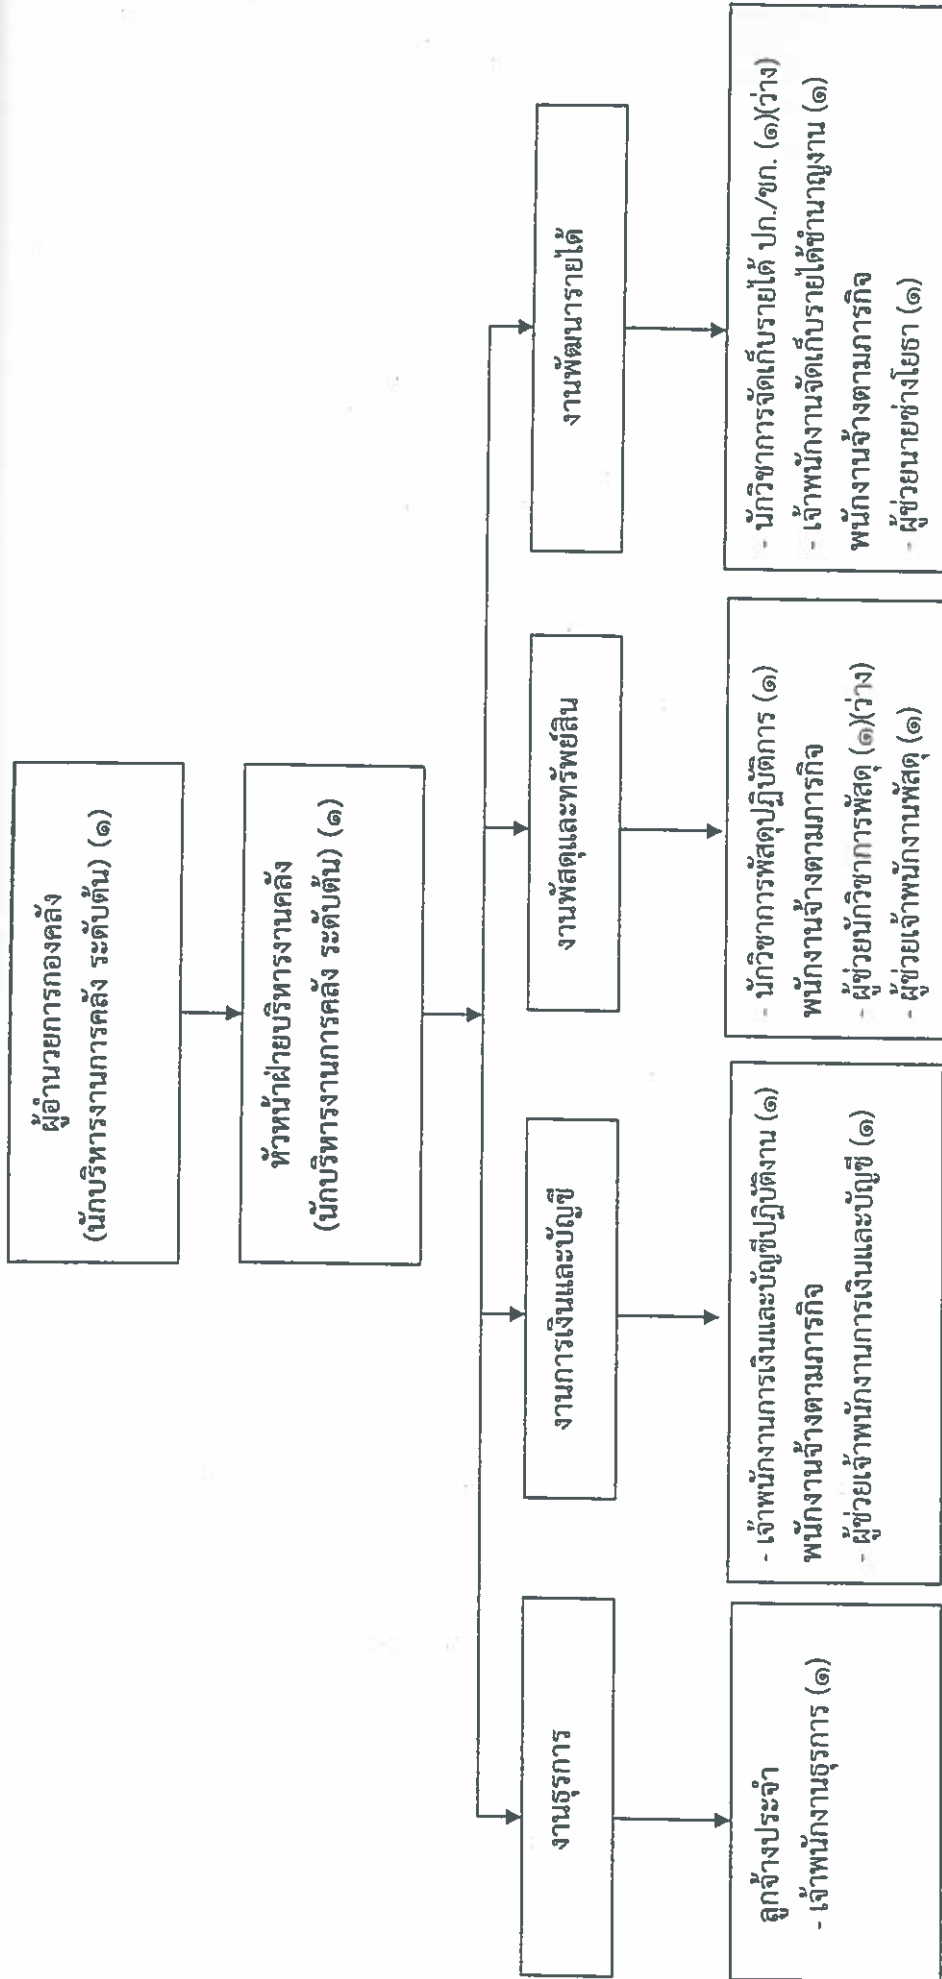 ผู้อำนวยการกองคลัง
(นักบริหารงานการคลัง ระดับต้น) (๑)
หัวหน้าฝ่ายบริหารงานคลัง
(นักบริหารงานการคลัง ระดับต้น) (๑)
งานธุรการ
งานการเงินและบัญชี
งานพัสดุและทรัพย์สิน
งานพัฒนารายได้
ลูกจ้างประจำ
- เจ้าพนักงานธุรการ (๑)
- เจ้าพนักงานการเงินและบัญชีปฏิบัติงาน (๑)
พนักงานจ้างตามภารกิจ
- ผู้ช่วยเจ้าพนักงานการเงินและบัญชี (๑)
- นักวิชาการพัสดุปฏิบัติการ (๑)
พนักงานจ้างตามภารกิจ
- ผู้ช่วยนักวิชาการพัสดุ (๑)(ว่าง)
- ผู้ช่วยเจ้าพนักงานพัสดุ (๑)
- นักวิชาการจัดเก็บรายได้ ปก./ชก. (๑)(ว่าง)
- เจ้าพนักงานจัดเก็บรายได้ชำนาญงาน (๑)
พนักงานจ้างตามภารกิจ
- ผู้ช่วยนายช่างโยธา (๑)